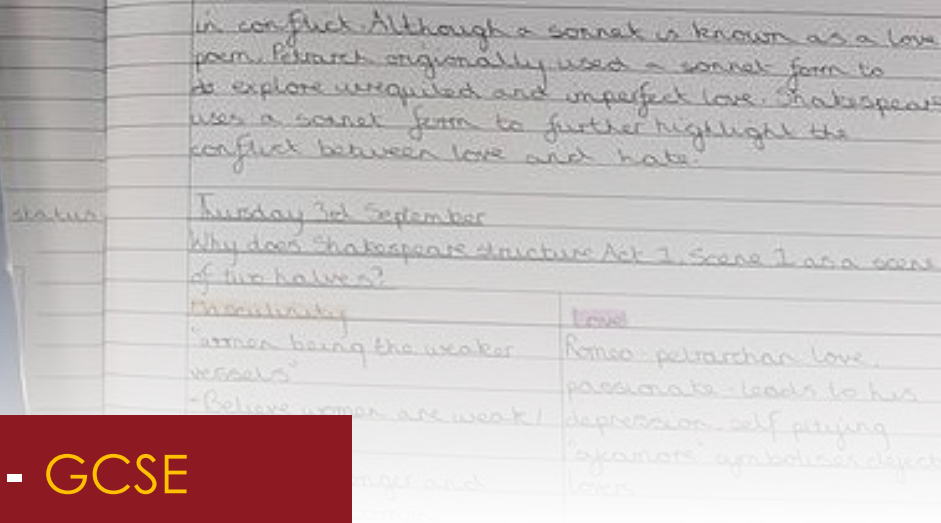 in conflict. Although a sonnet is known as a love
poem, Petrarch origionally used a sonnet form to
to explore unrequited and imperfect love. Shakespeare
uses a sonnet form to further highlight the
conflict between love and hate.
status
Thursday 3rd September
Why does Shakespeare structure Act 1, Scene 1 as a scene
of two halves?
Masculinity
Love
"women being the weaker
vessels"
-Believe women are weak /
Romeo - petrarchan love,
passionate - leads to his
depression, self pitying
"sycamore" symbolises deject
lovers
- GCSE